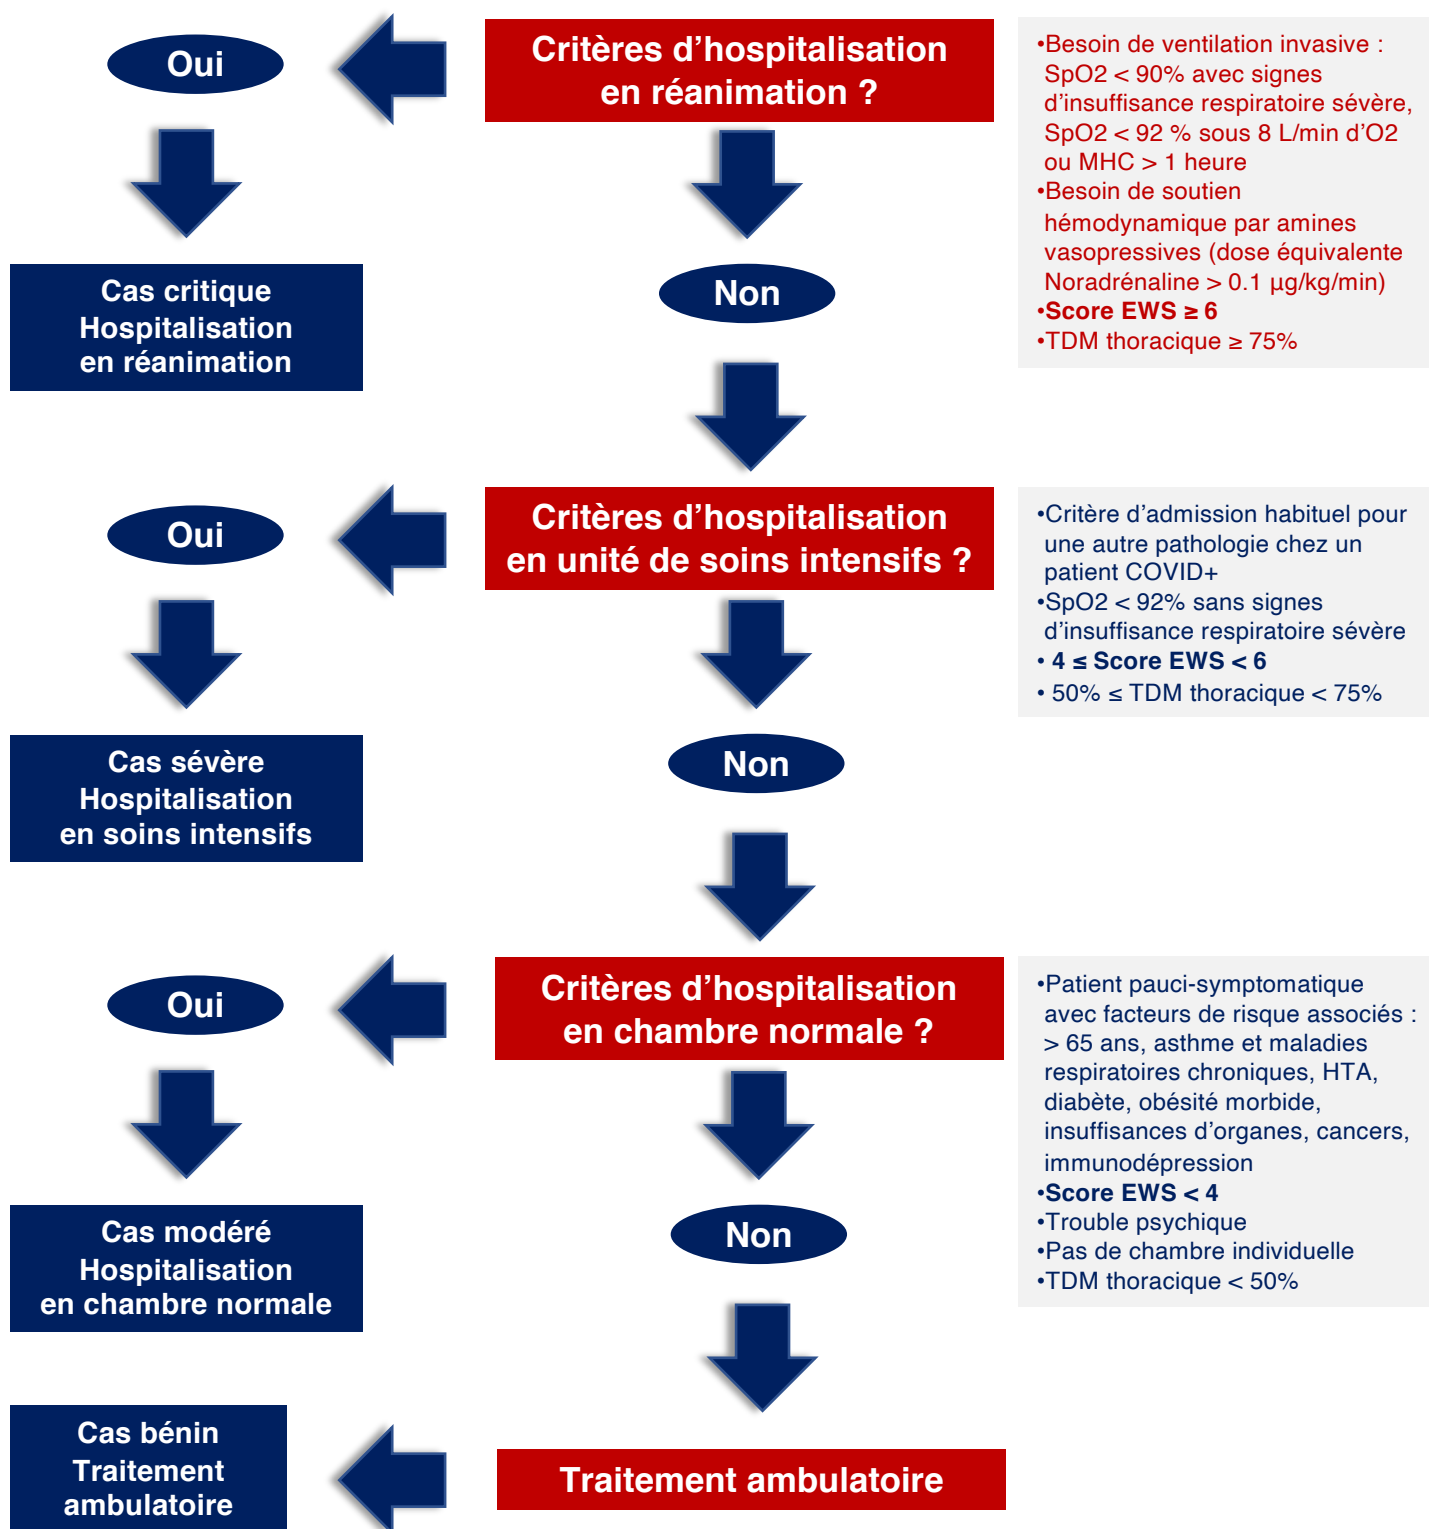 Oui
Critères d’hospitalisation
en réanimation ?
•Besoin de ventilation invasive :
SpO2 < 90% avec signes
d’insuffisance respiratoire sévère,
SpO2 < 92 % sous 8 L/min d’O2
ou MHC > 1 heure
•Besoin de soutien
hémodynamique par amines
vasopressives (dose équivalente
Noradrénaline > 0.1 µg/kg/min)
•Score EWS ≥ 6
•TDM thoracique ≥ 75%
Cas critique
Hospitalisation
en réanimation
Non
Oui
Critères d’hospitalisation
en unité de soins intensifs ?
•Critère d’admission habituel pour
une autre pathologie chez un
patient COVID+
•SpO2 < 92% sans signes
d’insuffisance respiratoire sévère
• 4 ≤ Score EWS < 6
• 50% ≤ TDM thoracique < 75%
Cas sévère
Hospitalisation
en soins intensifs
Non
Oui
Critères d’hospitalisation
en chambre normale ?
•Patient pauci-symptomatique
avec facteurs de risque associés :
> 65 ans, asthme et maladies
respiratoires chroniques, HTA,
diabète, obésité morbide,
insuffisances d’organes, cancers,
immunodépression
•Score EWS < 4
•Trouble psychique
•Pas de chambre individuelle
•TDM thoracique < 50%
Cas modéré
Hospitalisation
en chambre normale
Non
Cas bénin
Traitement
ambulatoire
Traitement ambulatoire